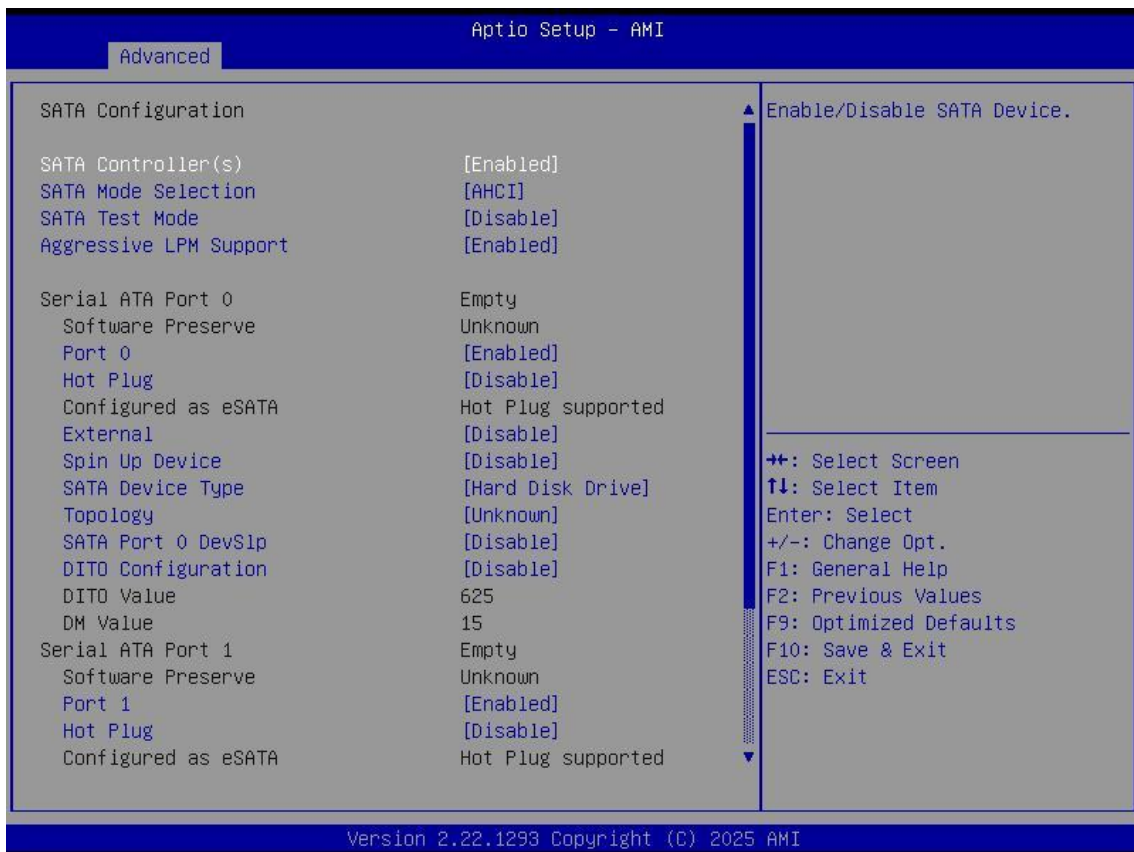 Aptio Setup – AMI
Advanced
SATA Configuration
SATA Controller(s) [Enabled]
SATA Mode Selection [AHCI]
SATA Test Mode [Disable]
Aggressive LPM Support [Enabled]
Serial ATA Port 0 Empty
Software Preserve Unknown
Port 0 [Enabled]
Hot Plug [Disable]
Configured as eSATA Hot Plug supported
External [Disable]
Spin Up Device [Disable]
SATA Device Type [Hard Disk Drive]
Topology [Unknown]
SATA Port 0 DevSlp [Disable]
DITO Configuration [Disable]
DITO Value 625
DM Value 15
Serial ATA Port 1 Empty
Software Preserve Unknown
Port 1 [Enabled]
Hot Plug [Disable]
Configured as eSATA Hot Plug supported
Enable/Disable SATA Device.
→←: Select Screen
↑↓: Select Item
Enter: Select
+/-: Change Opt.
F1: General Help
F2: Previous Values
F9: Optimized Defaults
F10: Save & Exit
ESC: Exit
Version 2.22.1293 Copyright (C) 2025 AMI